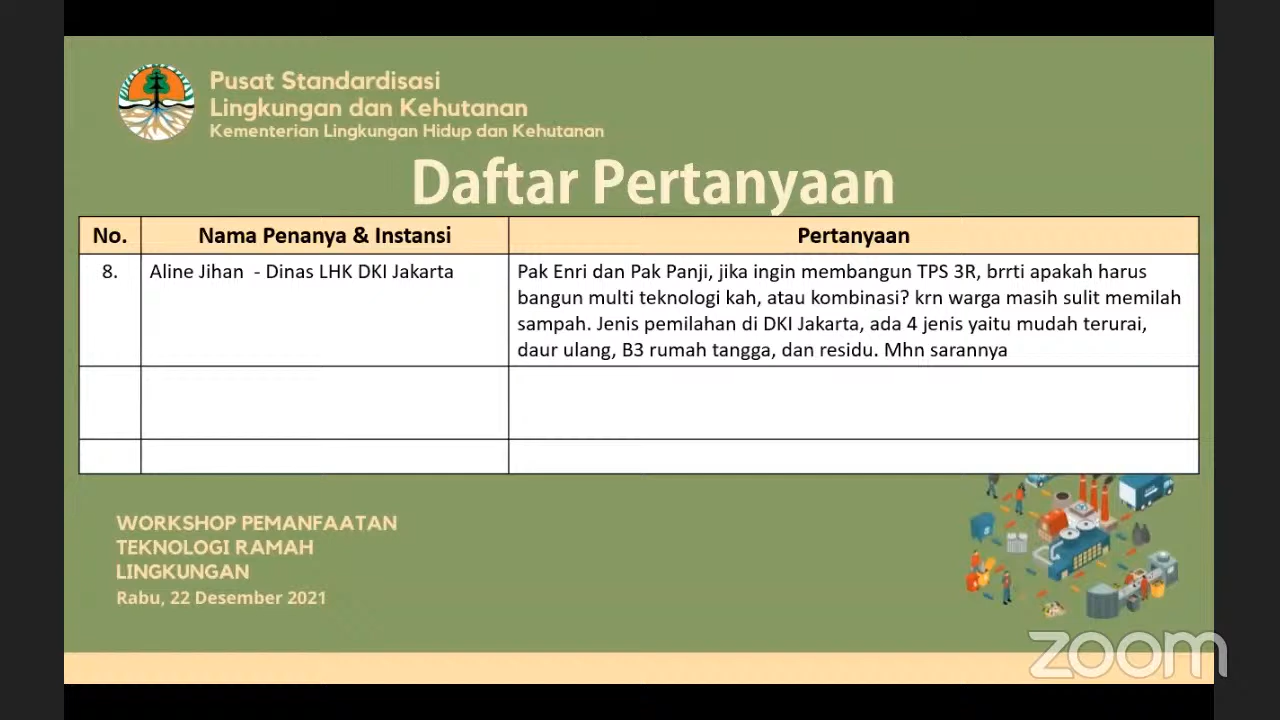 Pusat Standardisasi
Lingkungan dan Kehutanan
Kementerian Lingkungan Hidup dan Kehutanan
Daftar Pertanyaan
No. Nama Penanya & Instansi Pertanyaan
8. Aline Jihan - Dinas LHK DKI Jakarta Pak Enri dan Pak Panji, jika ingin membangun TPS 3R, brrti apakah harus
bangun multi teknologi kah, atau kombinasi? krn warga masih sulit memilah
sampah. Jenis pemilahan di DKI Jakarta, ada 4 jenis yaitu mudah terurai,
daur ulang, B3 rumah tangga, dan residu. Mhn sarannya
WORKSHOP PEMANFAATAN
TEKNOLOGI RAMAH
LINGKUNGAN
Rabu, 22 Desember 2021
zoom